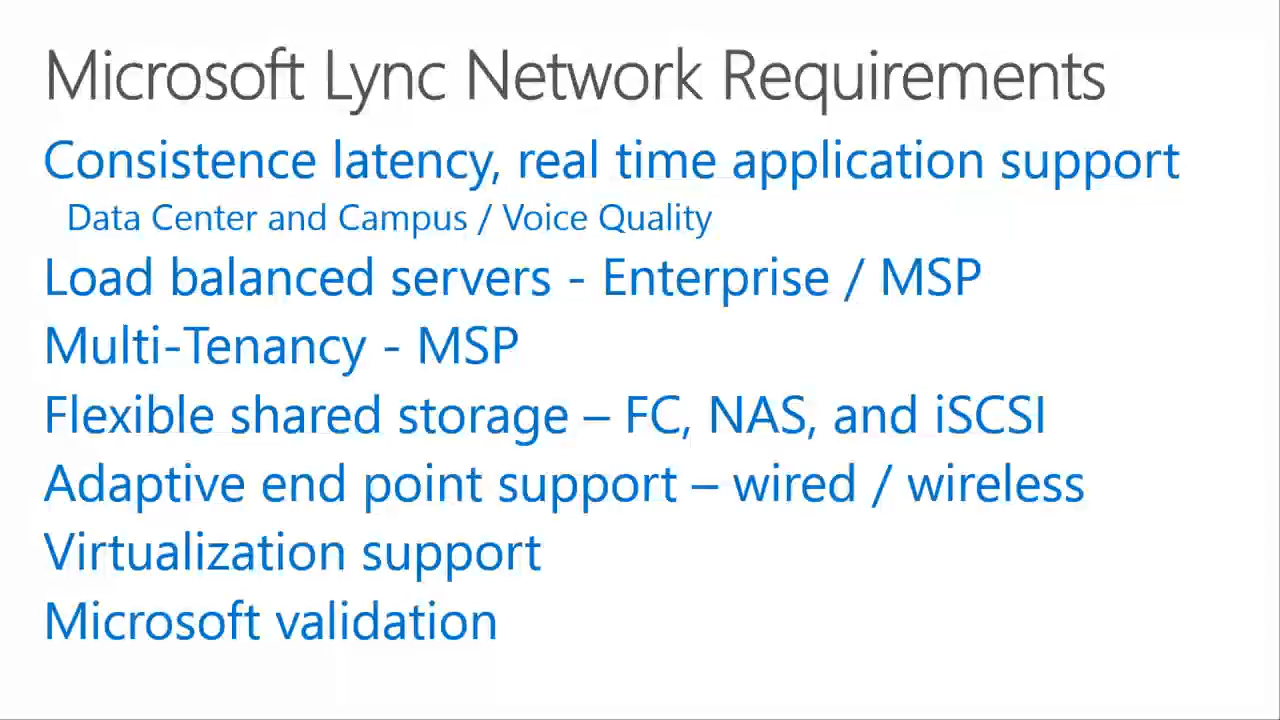 Microsoft Lync Network Requirements
Consistence latency, real time application support
Data Center and Campus / Voice Quality
Load balanced servers - Enterprise / MSP
Multi-Tenancy - MSP
Flexible shared storage – FC, NAS, and iSCSI
Adaptive end point support – wired / wireless
Virtualization support
Microsoft validation